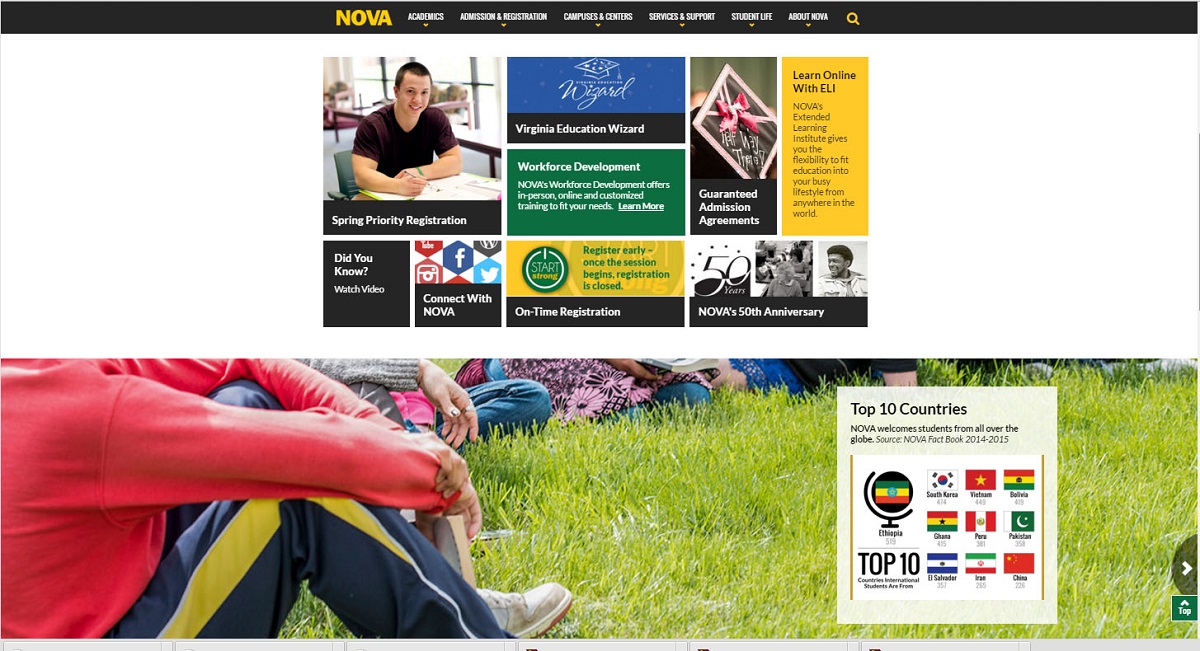 NOVA
ACADEMICS
ADMISSION & REGISTRATION
CAMPUSES & CENTERS
SERVICES & SUPPORT
STUDENT LIFE
ABOUT NOVA
Spring Priority Registration
VIRGINIA EDUCATION
Wizard
Virginia Education Wizard
Workforce Development
NOVA's Workforce Development offers
in-person, online and customized
training to fit your needs. Learn More
Half Way
There!
Guaranteed
Admission
Agreements
Learn Online
With ELI
NOVA's
Extended
Learning
Institute gives
you the
flexibility to fit
education into
your busy
lifestyle from
anywhere in the
world.
Did You
Know?
Watch Video
Tube
Connect With
NOVA
START
strong
Register early –
once the session
begins, registration
is closed.
On-Time Registration
50
Years
NOVA's 50th Anniversary
Top 10 Countries
NOVA welcomes students from all over the
globe. Source: NOVA Fact Book 2014-2015
Ethiopia
519
TOP 10
Countries International
Students Are From
South Korea
474
Vietnam
449
Bolivia
419
Ghana
415
Peru
381
Pakistan
358
El Salvador
357
Iran
265
China
226
Top